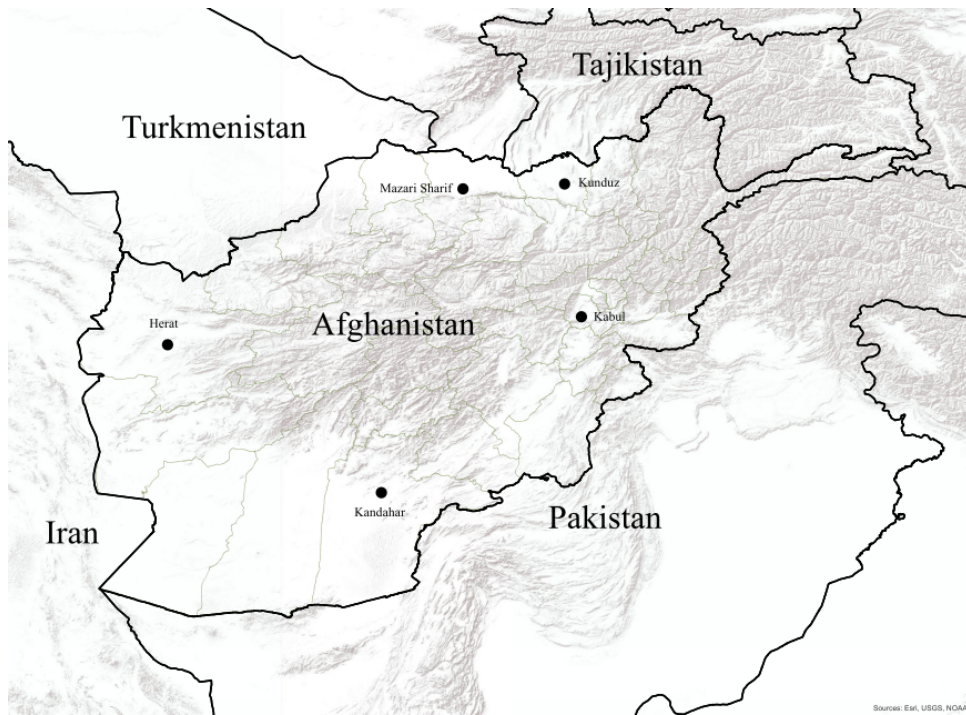 Tajikistan
Turkmenistan
Mazari Sharif
Kunduz
Herat
Afghanistan
Kabul
Kandahar
Iran
Pakistan
Sources: Esri, USGS, NOAA